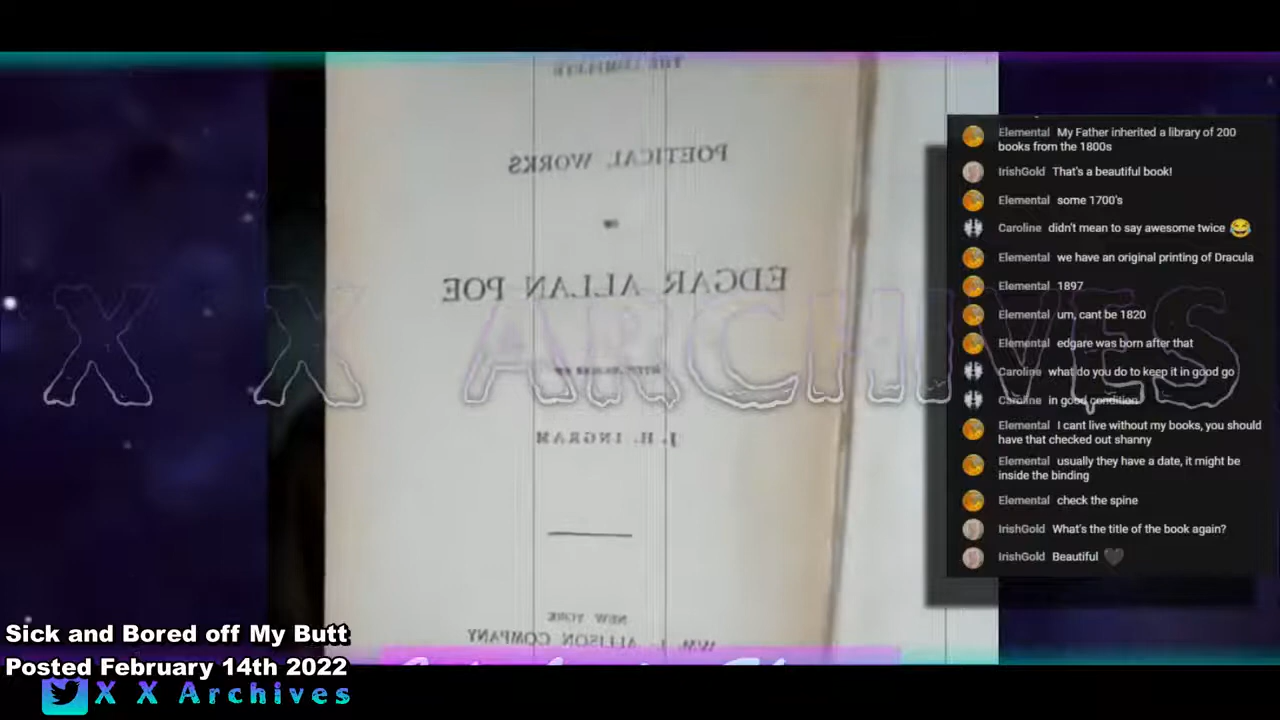 THE COMPLETE
POETICAL WORKS
OF
EDGAR ALLAN POE
J. H. INGRAM
NEW YORK
WM. L. ALLISON COMPANY
X X ARCHIVES
Elemental My Father inherited a library of 200
books from the 1800s
IrishGold That's a beautiful book!
Elemental some 1700's
Caroline didn't mean to say awesome twice 😂
Elemental we have an original printing of Dracula
Elemental 1897
Elemental um, cant be 1820
Elemental edgare was born after that
Caroline what do you do to keep it in good go
Caroline in good condition
Elemental I cant live without my books, you should
have that checked out shanny
Elemental usually they have a date, it might be
inside the binding
Elemental check the spine
IrishGold What's the title of the book again?
IrishGold Beautiful 🖤
Sick and Bored off My Butt
Posted February 14th 2022
X X Archives